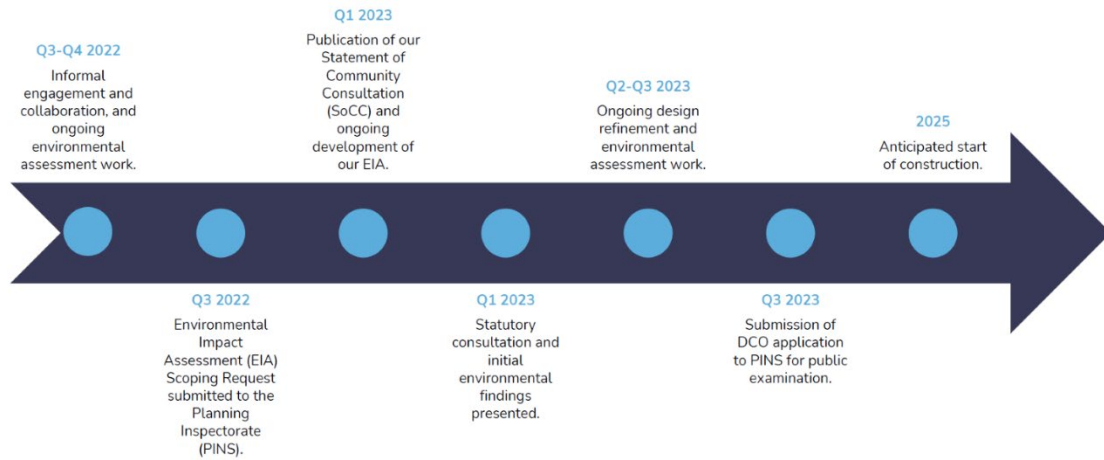 Q3-Q4 2022
Informal
engagement and
collaboration, and
ongoing
environmental
assessment work.
Q3 2022
Environmental
Impact
Assessment (EIA)
Scoping Request
submitted to the
Planning
Inspectorate
(PINS).
Q1 2023
Publication of our
Statement of
Community
Consultation
(SoCC) and
ongoing
development of
our EIA.
Q1 2023
Statutory
consultation and
initial
environmental
findings
presented.
Q2-Q3 2023
Ongoing design
refinement and
environmental
assessment work.
Q3 2023
Submission of
DCO application
to PINS for public
examination.
2025
Anticipated start
of construction.